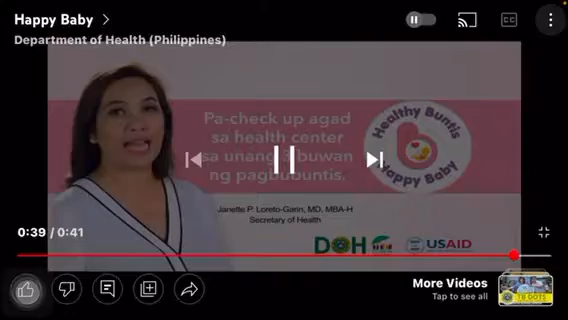 Happy Baby
CC
Department of Health (Philippines)
Pa-check up agad
sa health center
sa unang 3 buwan
ng pagbubuntis.
Healthy Buntis
Happy Baby
Janette P. Loreto-Garin, MD, MBA-H
Secretary of Health
0:39 / 0:41
DOH
USAID
More Videos
Tap to see all
TB DOTS